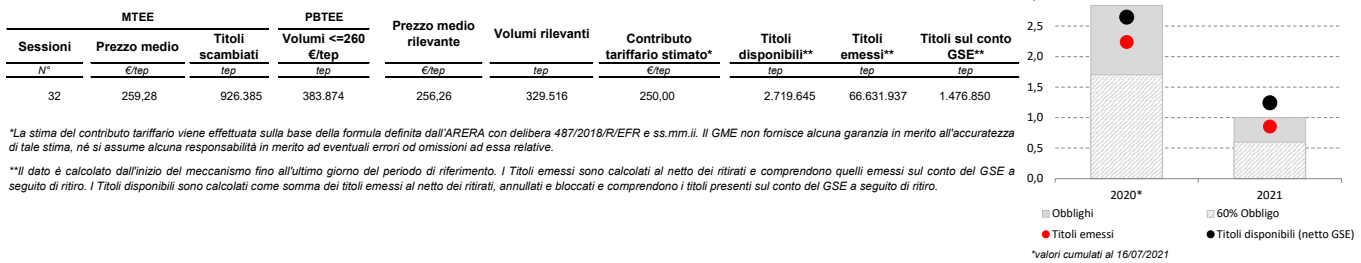 MTEE PBTEE
Sessioni Prezzo medio Titoli scambiati Volumi <=260 €/tep Prezzo medio rilevante Volumi rilevanti Contributo tariffario stimato* Titoli disponibili** Titoli emessi** Titoli sul conto GSE**
N° €/tep tep tep €/tep tep €/tep tep tep tep
32 259,28 926.385 383.874 256,26 329.516 250,00 2.719.645 66.631.937 1.476.850
*La stima del contributo tariffario viene effettuata sulla base della formula definita dall'ARERA con delibera 487/2018/R/EFR e ss.mm.ii. Il GME non fornisce alcuna garanzia in merito all'accuratezza
di tale stima, né si assume alcuna responsabilità in merito ad eventuali errori od omissioni ad essa relative.
**Il dato è calcolato dall'inizio del meccanismo fino all'ultimo giorno del periodo di riferimento. I Titoli emessi sono calcolati al netto dei ritirati e comprendono quelli emessi sul conto del GSE a
seguito di ritiro. I Titoli disponibili sono calcolati come somma dei titoli emessi al netto dei ritirati, annullati e bloccati e comprendono i titoli presenti sul conto del GSE a seguito di ritiro.
2,5
2,0
1,5
1,0
0,5
0,0
2020* 2021
Obblighi 60% Obbligo
Titoli emessi Titoli disponibili (netto GSE)
*valori cumulati al 16/07/2021